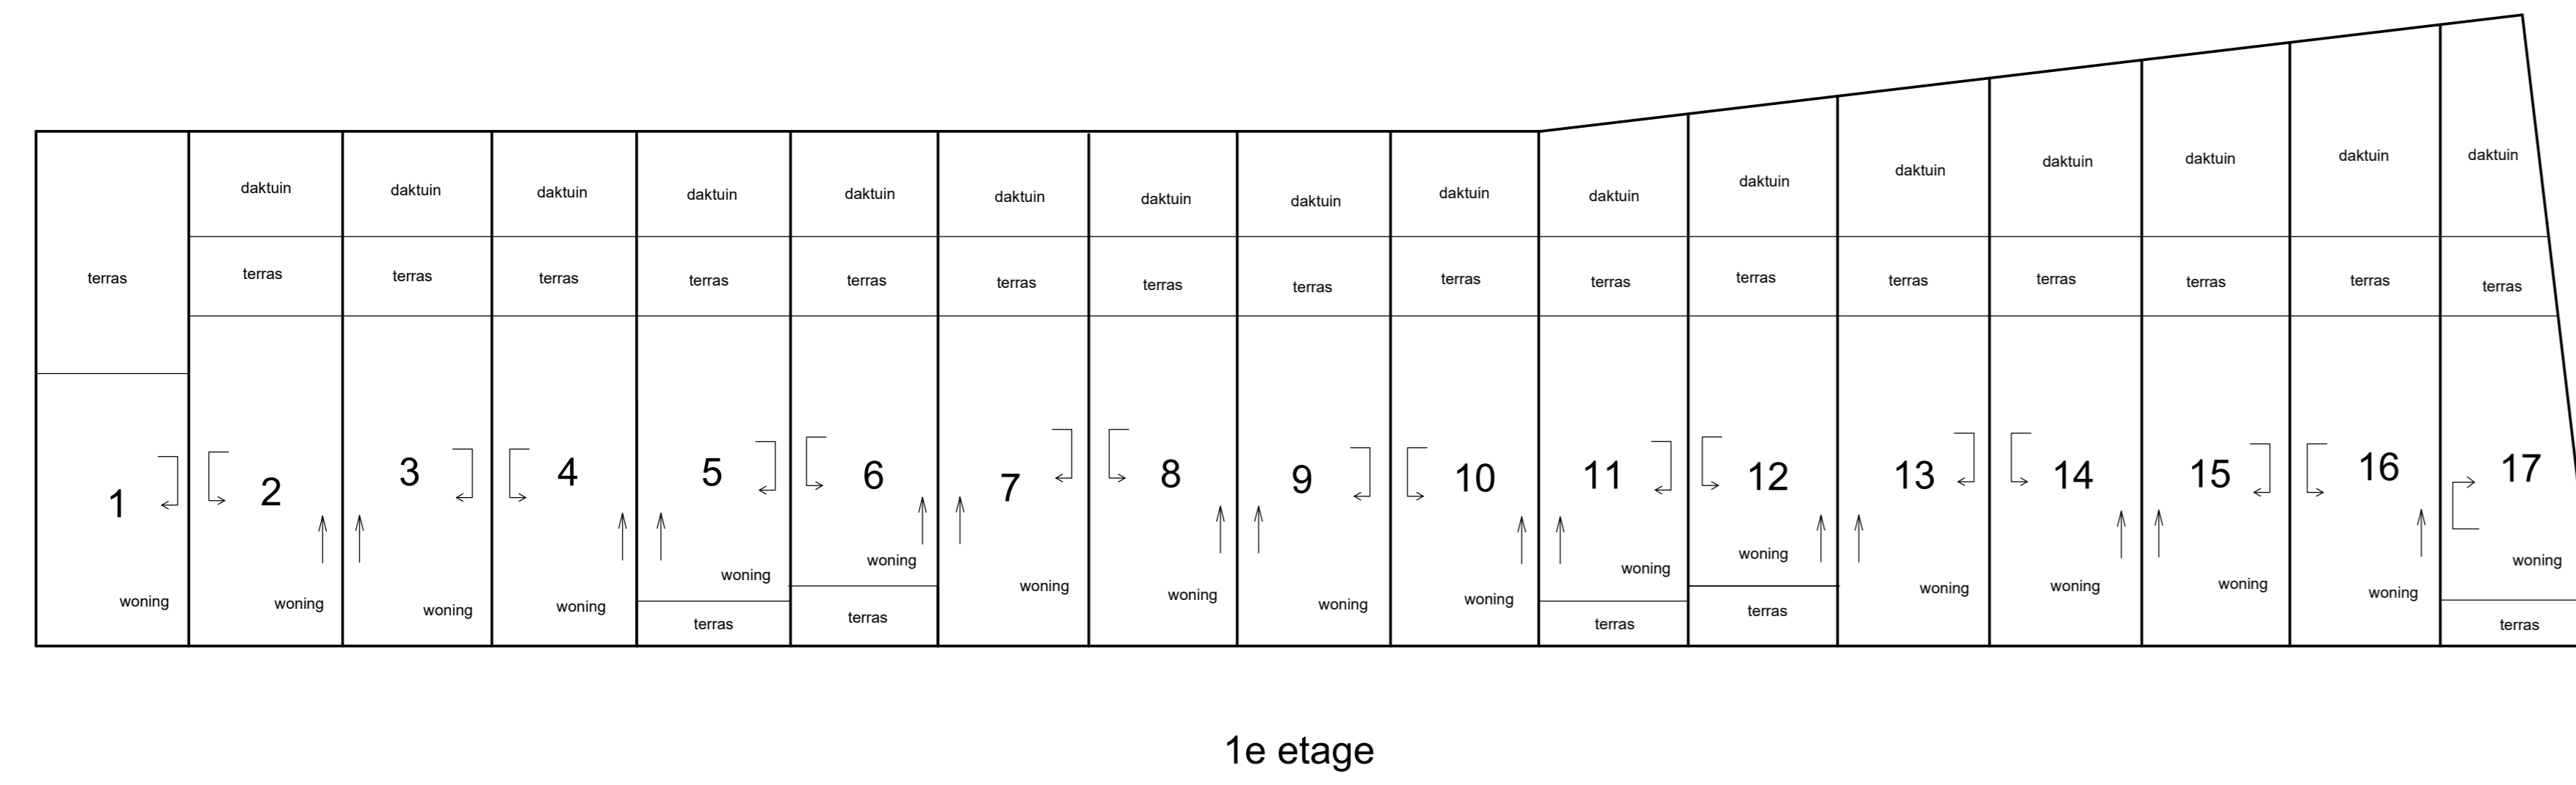 daktuin daktuin daktuin daktuin daktuin daktuin daktuin daktuin daktuin daktuin daktuin daktuin daktuin daktuin daktuin daktuin
terras terras terras terras terras terras terras terras terras terras terras terras terras terras terras terras terras
1 2 3 4 5 6 7 8 9 10 11 12 13 14 15 16 17
woning woning woning woning woning woning woning woning woning woning woning woning woning woning woning woning woning
terras terras terras terras terras
1e etage